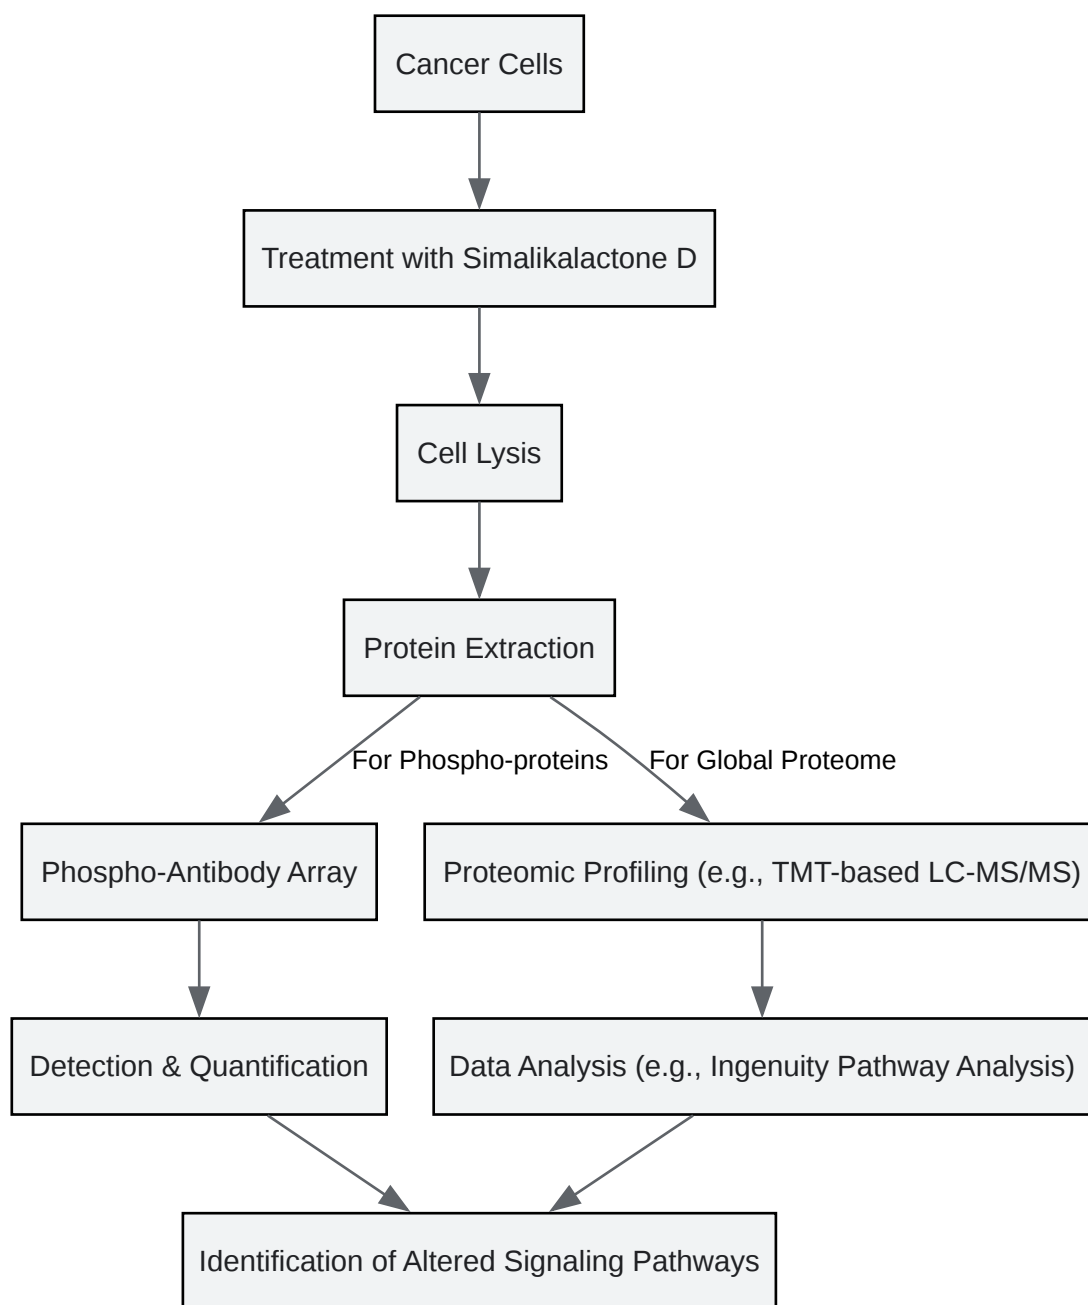 Cancer Cells
Treatment with Simalikalactone D
Cell Lysis
Protein Extraction
For Phospho-proteins
For Global Proteome
Phospho-Antibody Array
Proteomic Profiling (e.g., TMT-based LC-MS/MS)
Detection & Quantification
Data Analysis (e.g., Ingenuity Pathway Analysis)
Identification of Altered Signaling Pathways